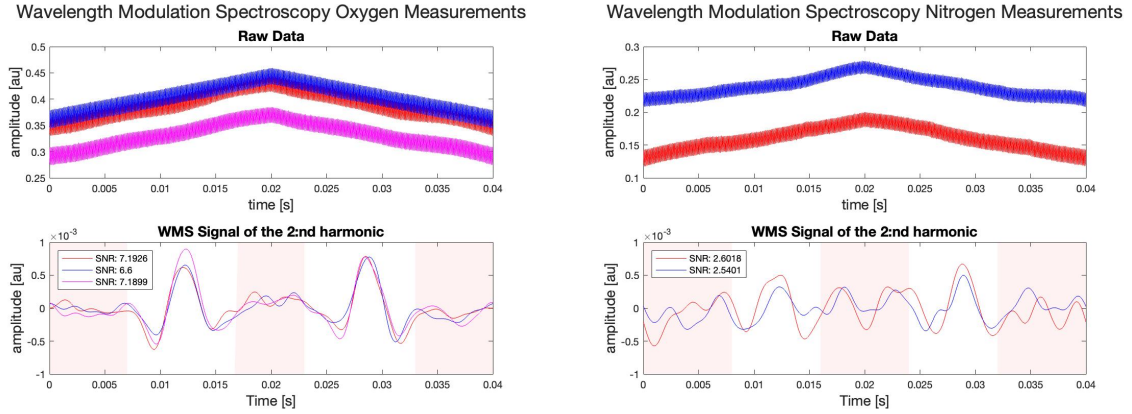 Wavelength Modulation Spectroscopy Oxygen Measurements
Raw Data
amplitude [au]
0.5
0.45
0.4
0.35
0.3
0.25
0 0.005 0.01 0.015 0.02 0.025 0.03 0.035 0.04
time [s]
×10⁻³ WMS Signal of the 2:nd harmonic
amplitude [au]
1
0.5
0
-0.5
-1
SNR: 7.1926
SNR: 6.6
SNR: 7.1899
0 0.005 0.01 0.015 0.02 0.025 0.03 0.035 0.04
Time [s]
Wavelength Modulation Spectroscopy Nitrogen Measurements
Raw Data
amplitude [au]
0.3
0.25
0.2
0.15
0.1
0 0.005 0.01 0.015 0.02 0.025 0.03 0.035 0.04
time [s]
×10⁻³ WMS Signal of the 2:nd harmonic
amplitude [au]
1
0.5
0
-0.5
-1
SNR: 2.6018
SNR: 2.5401
0 0.005 0.01 0.015 0.02 0.025 0.03 0.035 0.04
Time [s]